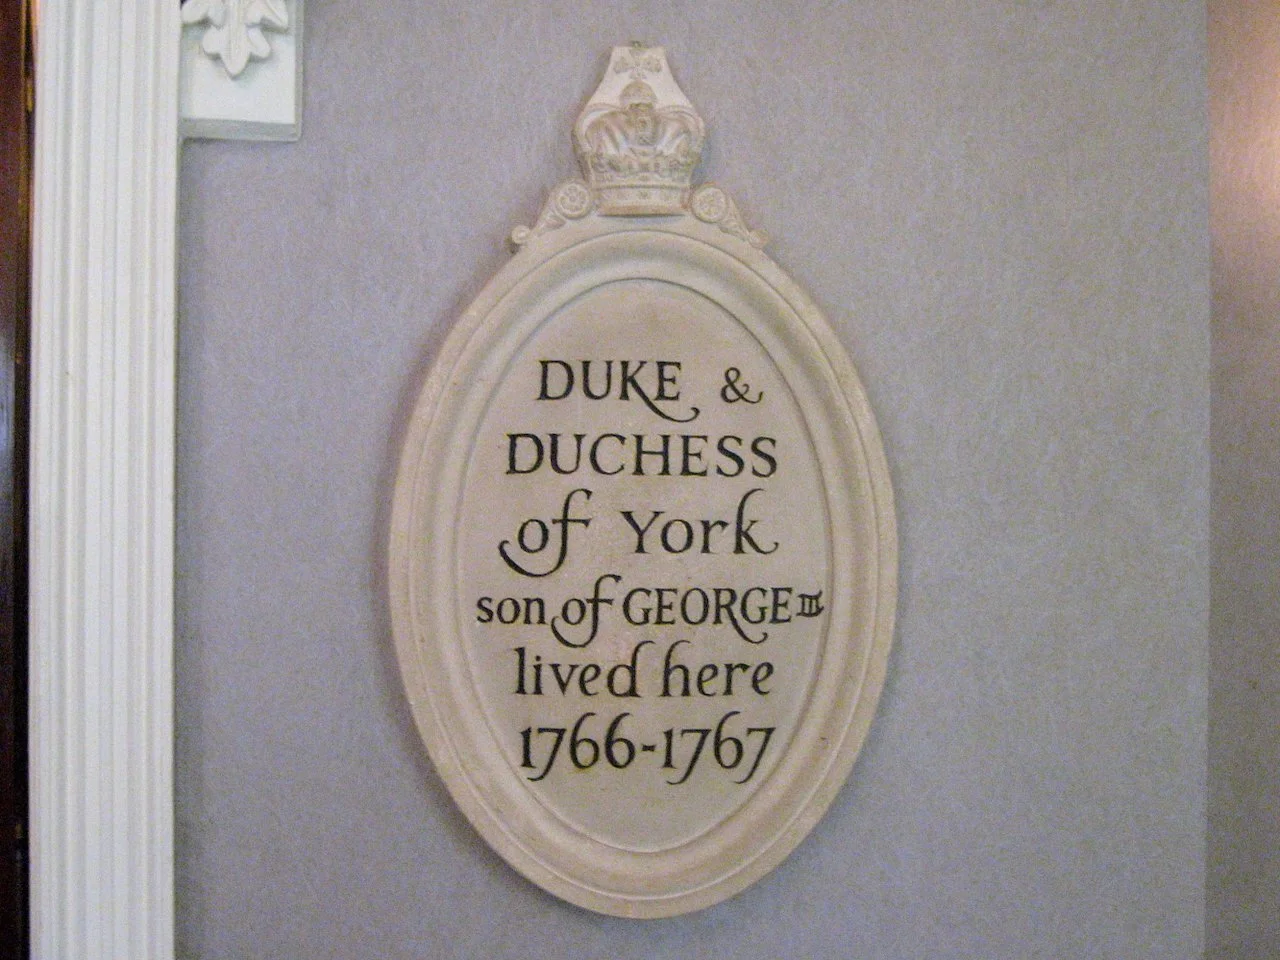 DUKE &
DUCHESS
of York
son of GEORGE III
lived here
1766-1767